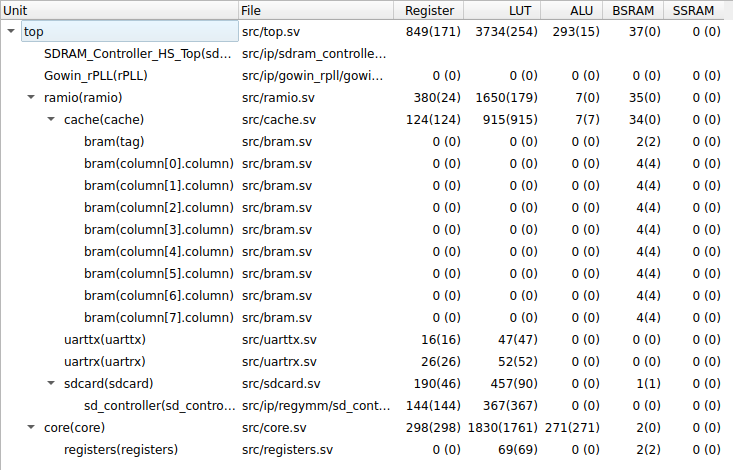 Unit File Register LUT ALU BSRAM SSRAM
top src/top.sv 849(171) 3734(254) 293(15) 37(0) 0 (0)
SDRAM_Controller_HS_Top(sd... src/ip/sdram_controlle...
Gowin_rPLL(rPLL) src/ip/gowin_rpll/gowi... 0 (0) 0 (0) 0 (0) 0 (0) 0 (0)
ramio(ramio) src/ramio.sv 380(24) 1650(179) 7(0) 35(0) 0 (0)
cache(cache) src/cache.sv 124(124) 915(915) 7(7) 34(0) 0 (0)
bram(tag) src/bram.sv 0 (0) 0 (0) 0 (0) 2(2) 0 (0)
bram(column[0].column) src/bram.sv 0 (0) 0 (0) 0 (0) 4(4) 0 (0)
bram(column[1].column) src/bram.sv 0 (0) 0 (0) 0 (0) 4(4) 0 (0)
bram(column[2].column) src/bram.sv 0 (0) 0 (0) 0 (0) 4(4) 0 (0)
bram(column[3].column) src/bram.sv 0 (0) 0 (0) 0 (0) 4(4) 0 (0)
bram(column[4].column) src/bram.sv 0 (0) 0 (0) 0 (0) 4(4) 0 (0)
bram(column[5].column) src/bram.sv 0 (0) 0 (0) 0 (0) 4(4) 0 (0)
bram(column[6].column) src/bram.sv 0 (0) 0 (0) 0 (0) 4(4) 0 (0)
bram(column[7].column) src/bram.sv 0 (0) 0 (0) 0 (0) 4(4) 0 (0)
uarttx(uarttx) src/uarttx.sv 16(16) 47(47) 0 (0) 0 (0) 0 (0)
uartrx(uartrx) src/uartrx.sv 26(26) 52(52) 0 (0) 0 (0) 0 (0)
sdcard(sdcard) src/sdcard.sv 190(46) 457(90) 0 (0) 1(1) 0 (0)
sd_controller(sd_contro... src/ip/regymm/sd_cont... 144(144) 367(367) 0 (0) 0 (0) 0 (0)
core(core) src/core.sv 298(298) 1830(1761) 271(271) 2(0) 0 (0)
registers(registers) src/registers.sv 0 (0) 69(69) 0 (0) 2(2) 0 (0)